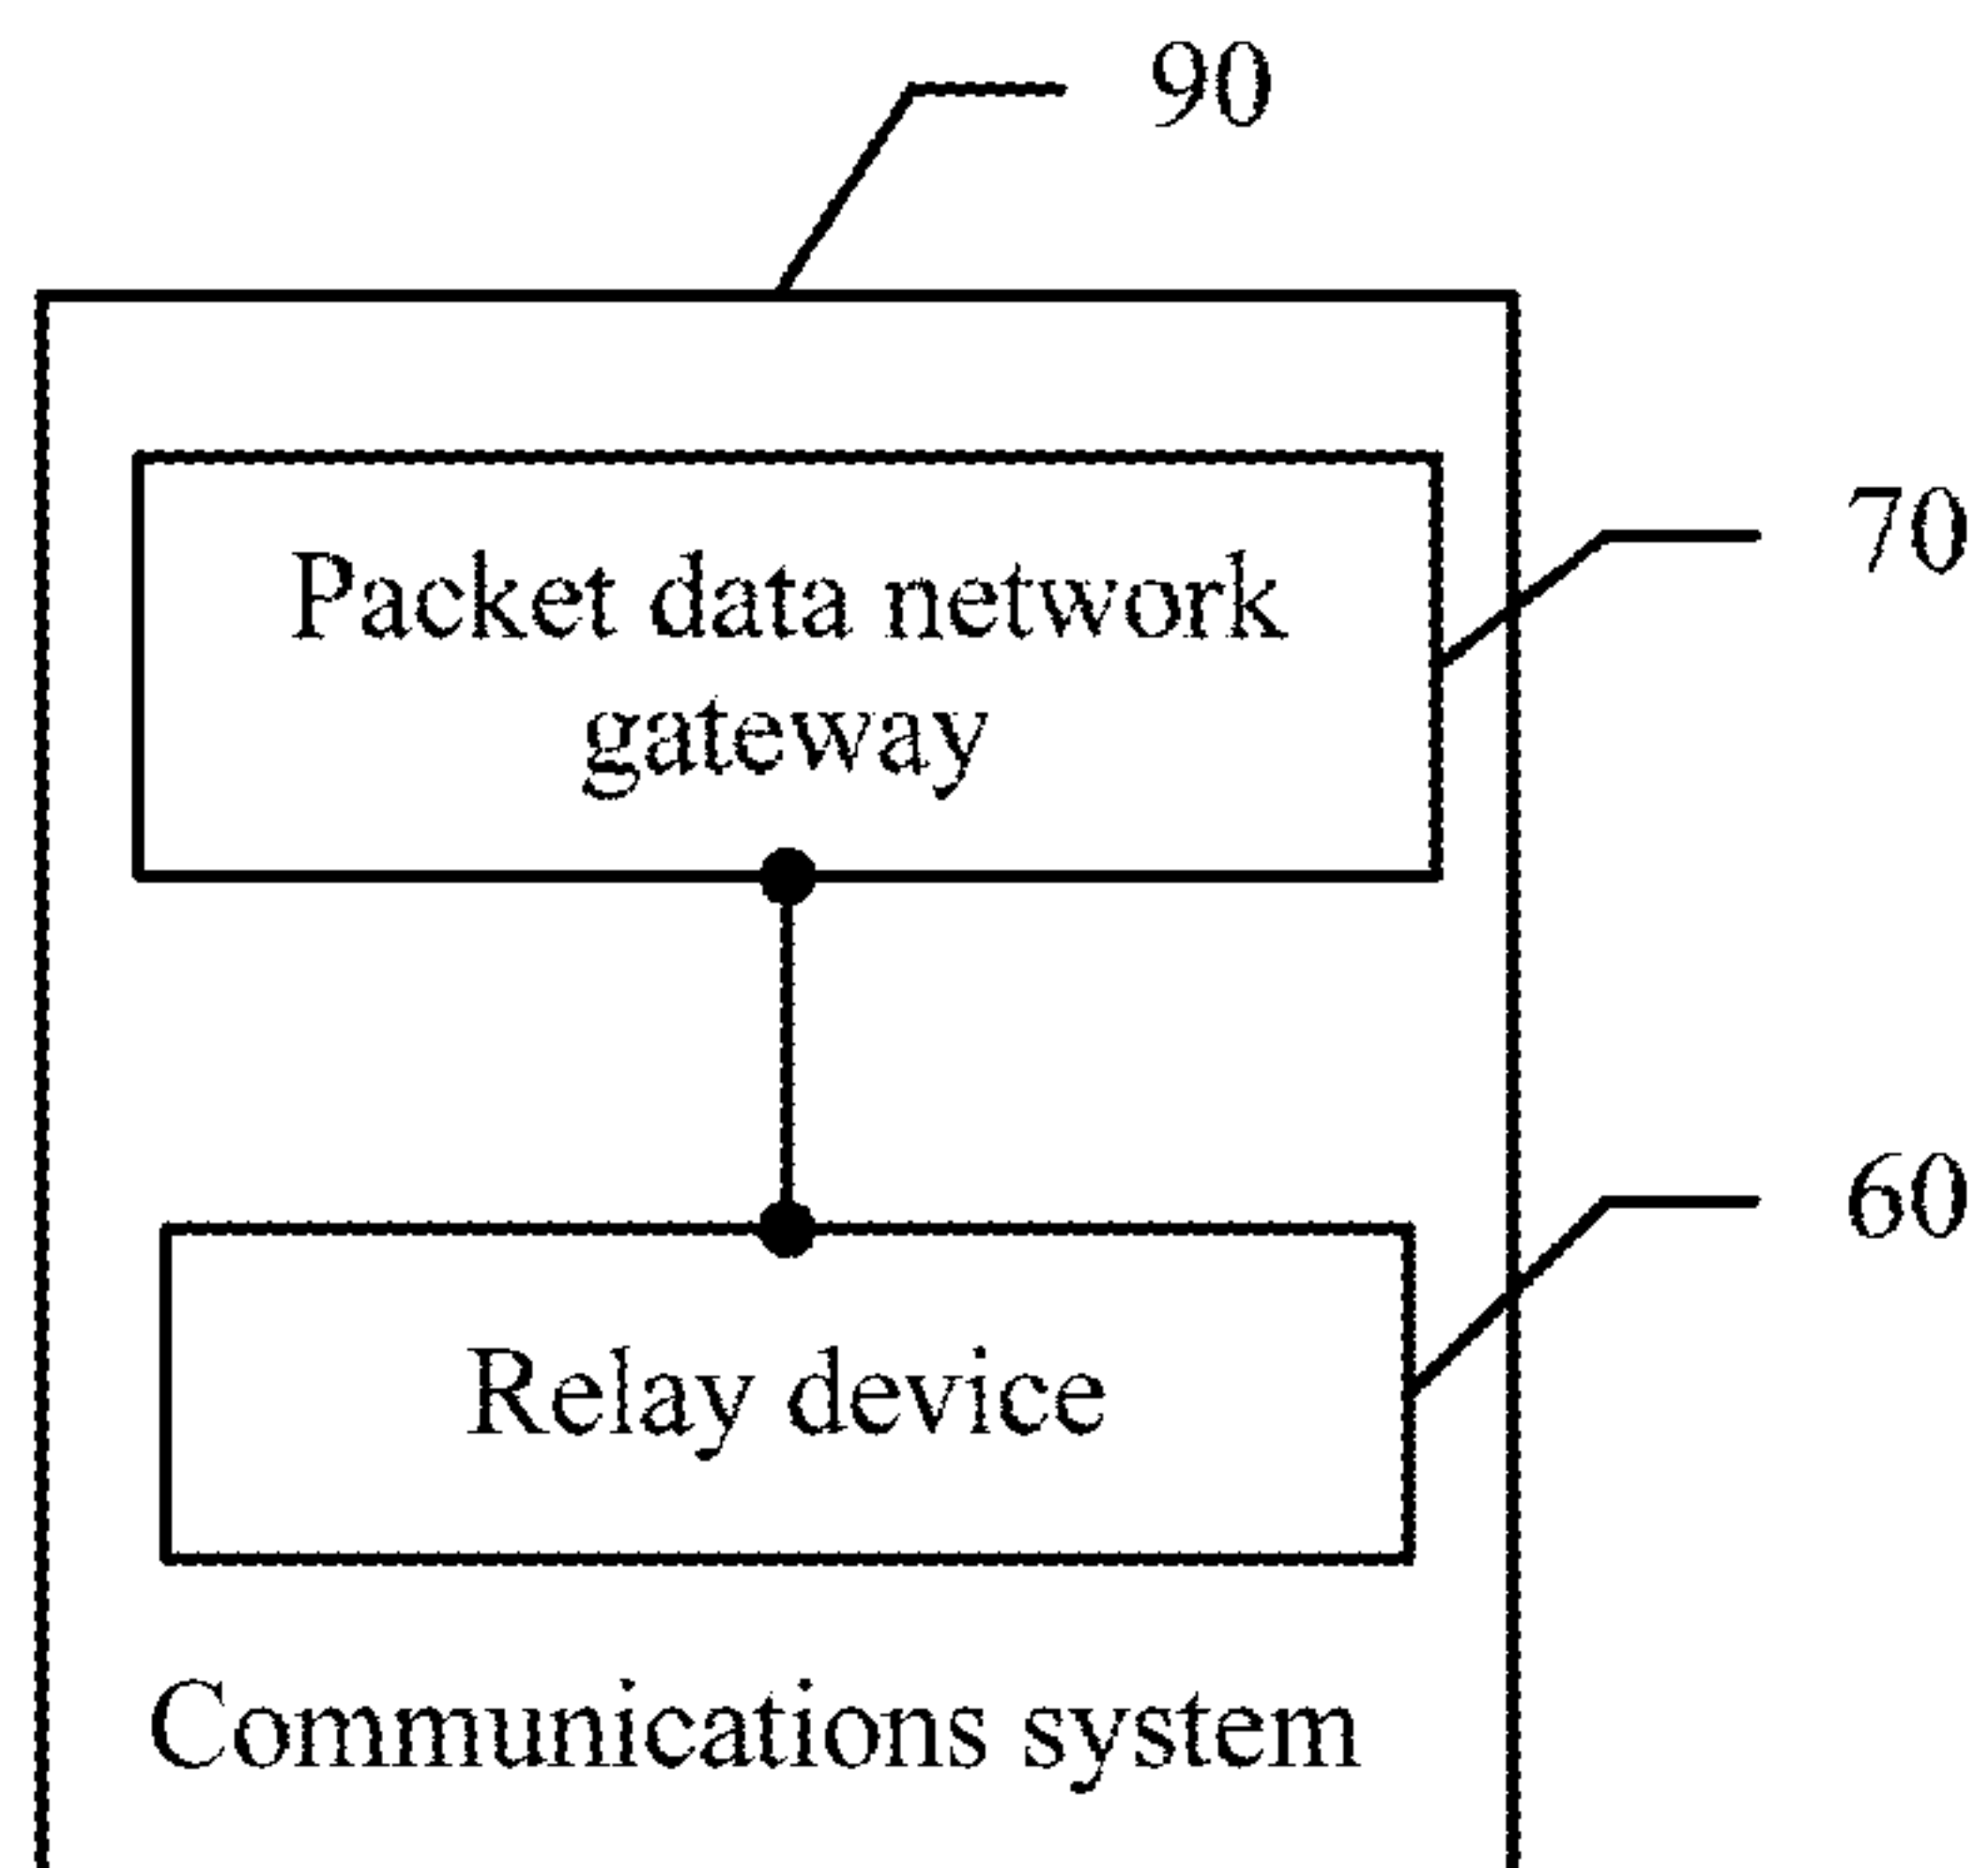 90
Packet data network
gateway
70
60
Relay device
Communications system